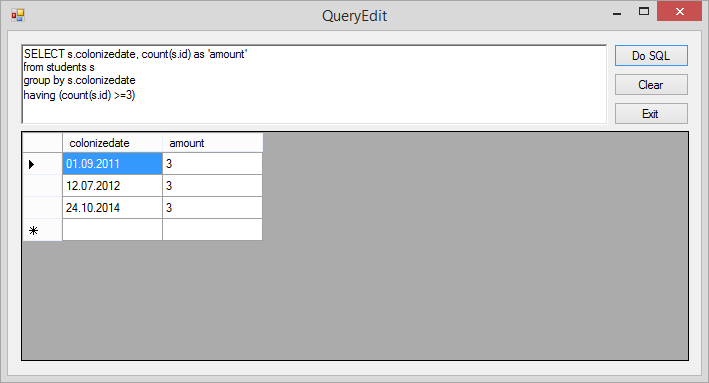 QueryEdit
SELECT s.colonizedate, count(s.id) as 'amount'
from students s
group by s.colonizedate
having (count(s.id) >=3)
Do SQL
Clear
Exit
colonizedate amount
01.09.2011 3
12.07.2012 3
24.10.2014 3